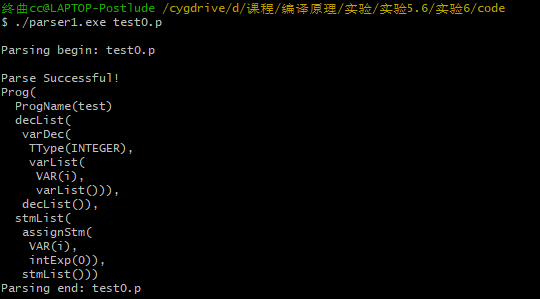 终曲cc@LAPTOP-Postlude /cygdrive/d/课程/编译原理/实验/实验5.6/实验6/code
$ ./parser1.exe test0.p
Parsing begin: test0.p
Parse Successful!
Prog(
ProgName(test)
decList(
varDec(
TType(INTEGER),
varList(
VAR(i),
varList())),
decList()),
stmList(
assignStm(
VAR(i),
intExp(0)),
stmList()))
Parsing end: test0.p